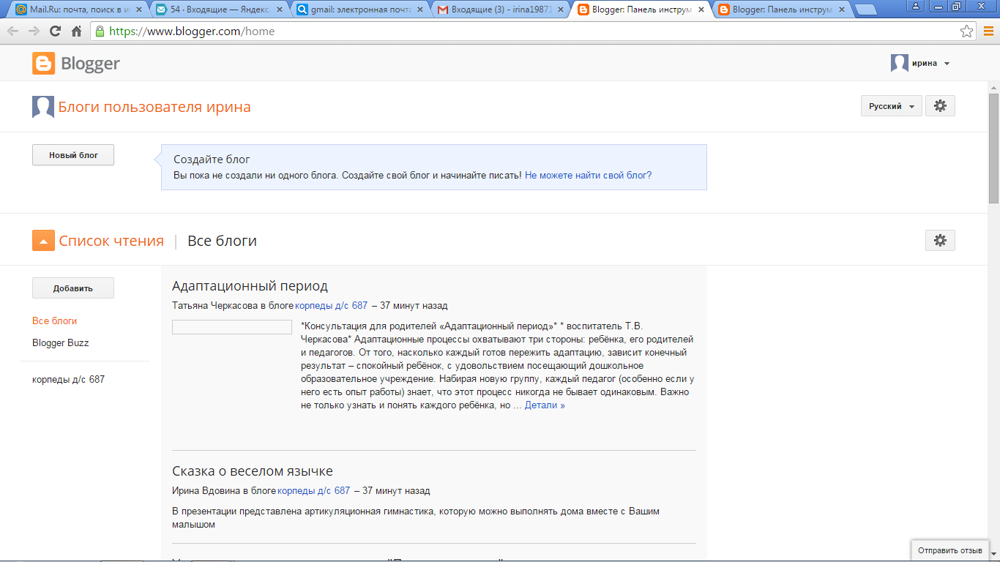 Mail.Ru: почта, поиск в и
54 · Входящие — Яндекс.
gmail: электронная почта
Входящие (3) - irina19871
Blogger: Панель инструм
Blogger: Панель инструм
https://www.blogger.com/home
Blogger
ирина
Блоги пользователя ирина
Русский
Новый блог
Создайте блог
Вы пока не создали ни одного блога. Создайте свой блог и начинайте писать! Не можете найти свой блог?
Список чтения | Все блоги
Добавить
Все блоги
Blogger Buzz
корпеды д/с 687
Адаптационный период
Татьяна Черкасова в блоге корпеды д/с 687 – 37 минут назад
*Консультация для родителей «Адаптационный период»* * воспитатель Т.В.
Черкасова* Адаптационные процессы охватывают три стороны: ребёнка, его родителей
и педагогов. От того, насколько каждый готов пережить адаптацию, зависит конечный
результат – спокойный ребёнок, с удовольствием посещающий дошкольное
образовательное учреждение. Набирая новую группу, каждый педагог (особенно если у
него есть опыт работы) знает, что этот процесс никогда не бывает одинаковым. Важно
не только узнать и понять каждого ребёнка, но ... Детали »
Сказка о веселом язычке
Ирина Вдовина в блоге корпеды д/с 687 – 37 минут назад
В презентации представлена артикуляционная гимнастика, которую можно выполнять дома вместе с Вашим
малышом
Отправить отзыв